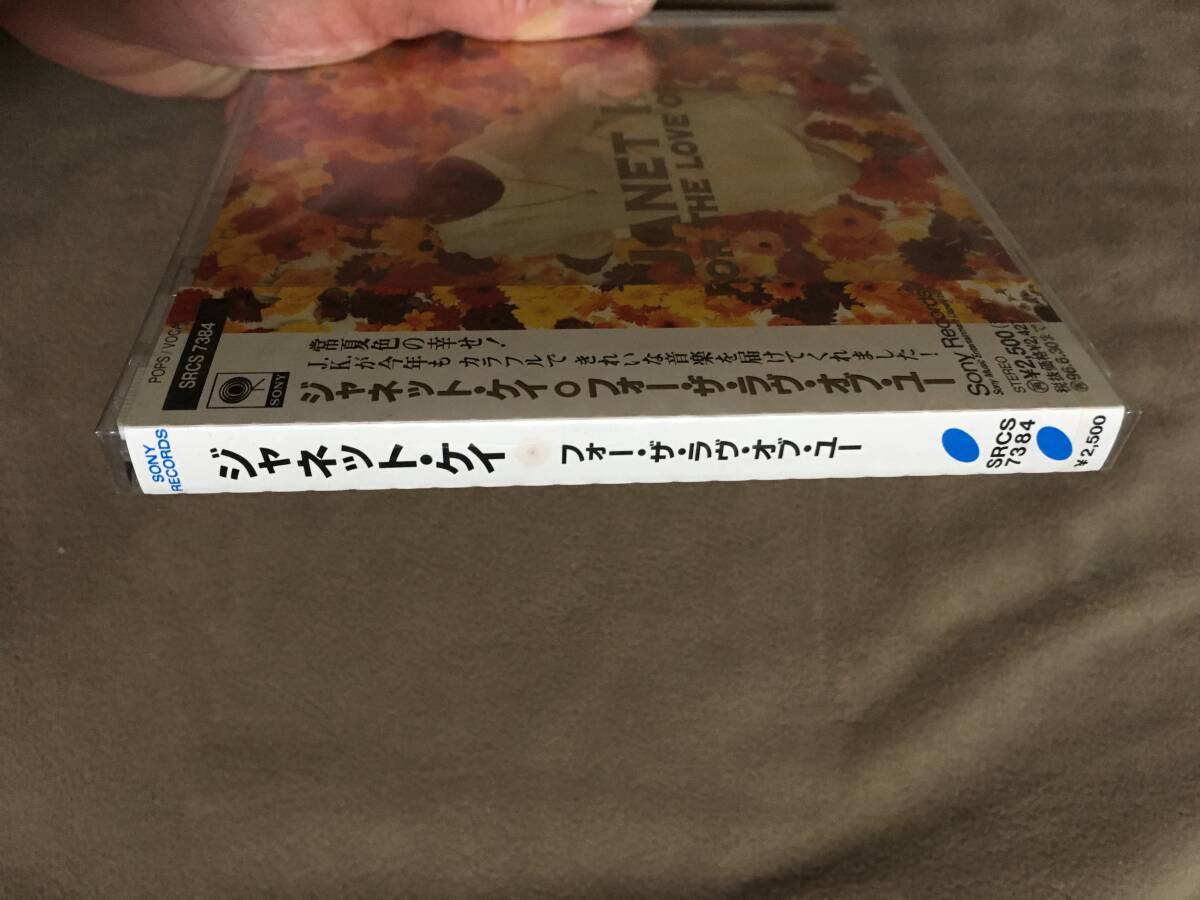 JANET
FOR THE LOVE O
POPS/VOCA
SRCS 7384
SONY
常夏色の幸せ!
J.K.が今年もカラフルできれいな音楽を届けてくれました!
ジャネット・ケイ○フォー・ザ・ラヴ・オブ・ユー
Sony Records
STEREO
¥2,500
SONY
RECORDS
ジャネット・ケイ フォー・ザ・ラヴ・オブ・ユー
SRCS
7384
¥2,500